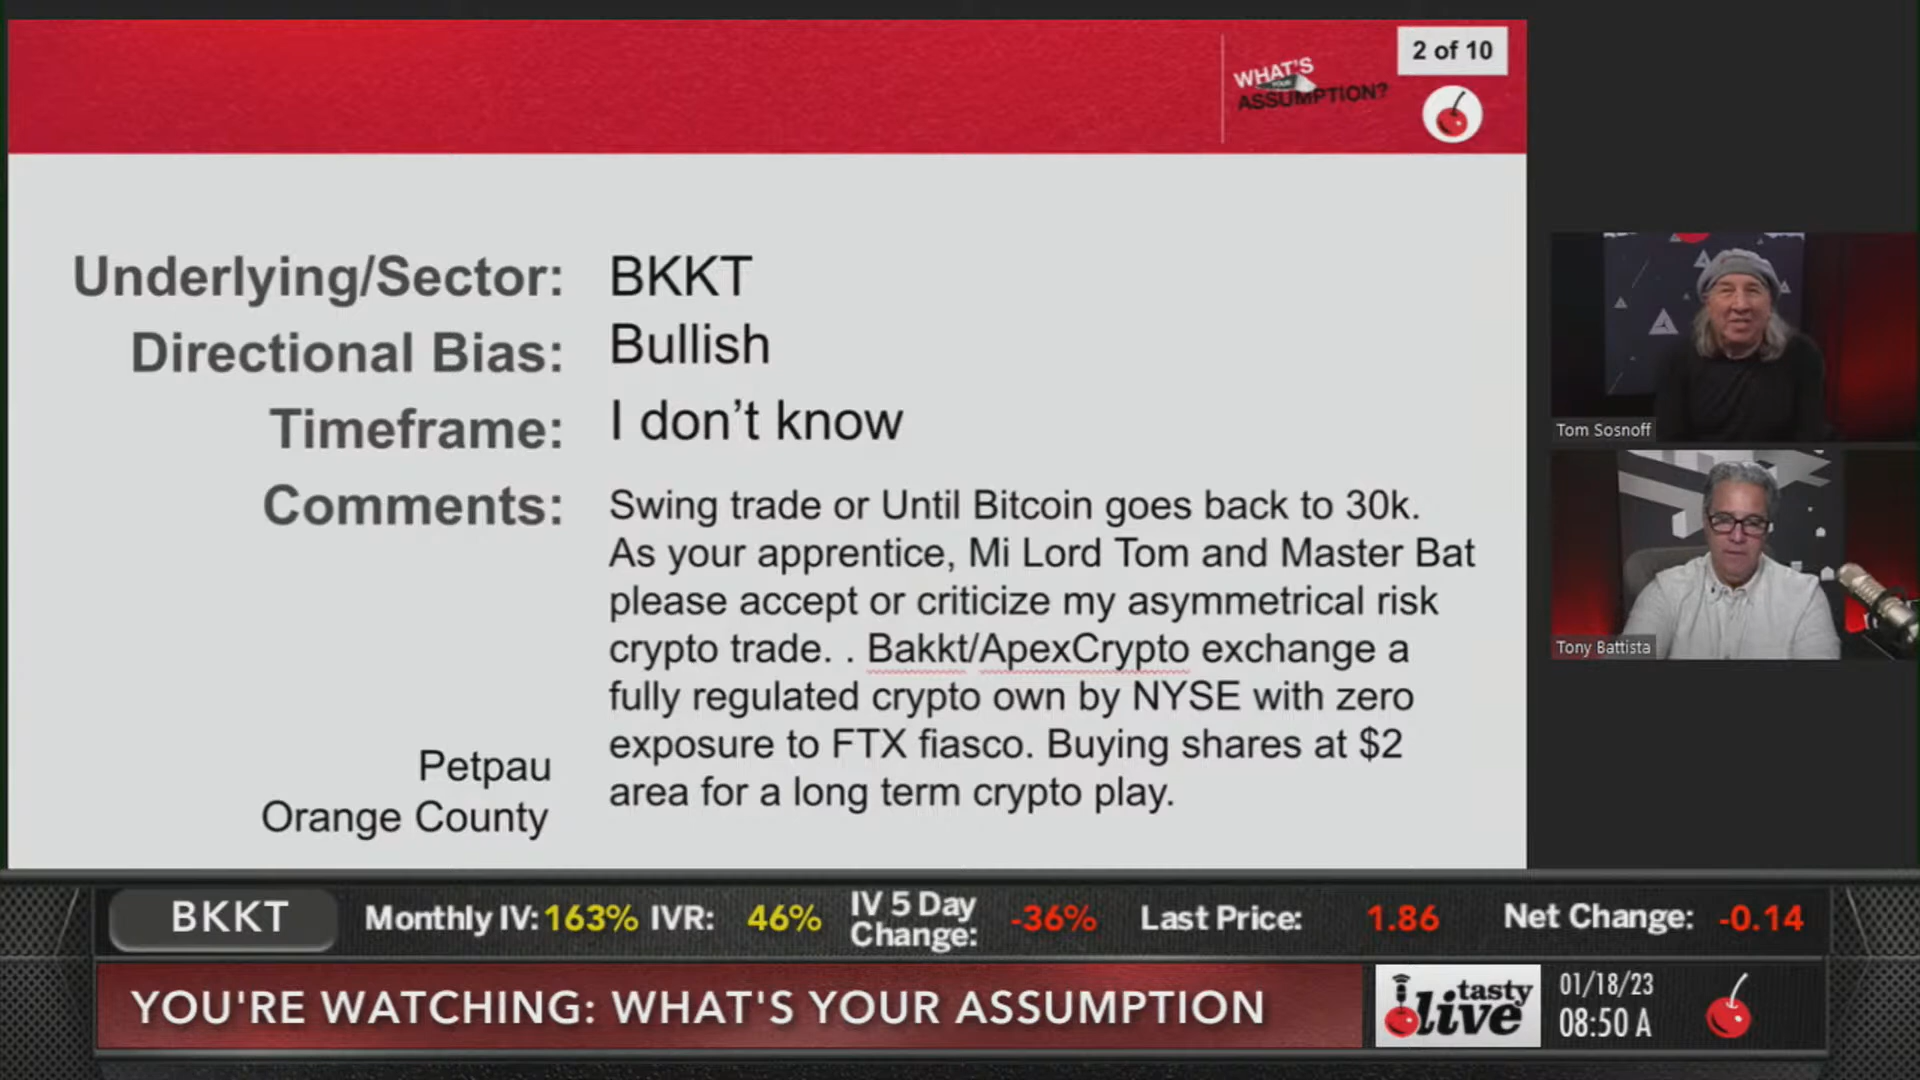 WHAT'S
YOUR
ASSUMPTION?
2 of 10
Underlying/Sector: BKKT
Directional Bias: Bullish
Timeframe: I don't know
Comments: Swing trade or Until Bitcoin goes back to 30k.
As your apprentice, Mi Lord Tom and Master Bat
please accept or criticize my asymmetrical risk
crypto trade. . Bakkt/ApexCrypto exchange a
fully regulated crypto own by NYSE with zero
exposure to FTX fiasco. Buying shares at $2
area for a long term crypto play.
Petpau
Orange County
Tom Sosnoff
Tony Battista
BKKT Monthly IV: 163% IVR: 46% IV 5 Day Change: -36% Last Price: 1.86 Net Change: -0.14
YOU'RE WATCHING: WHAT'S YOUR ASSUMPTION
tasty
live
01/18/23
08:50 A